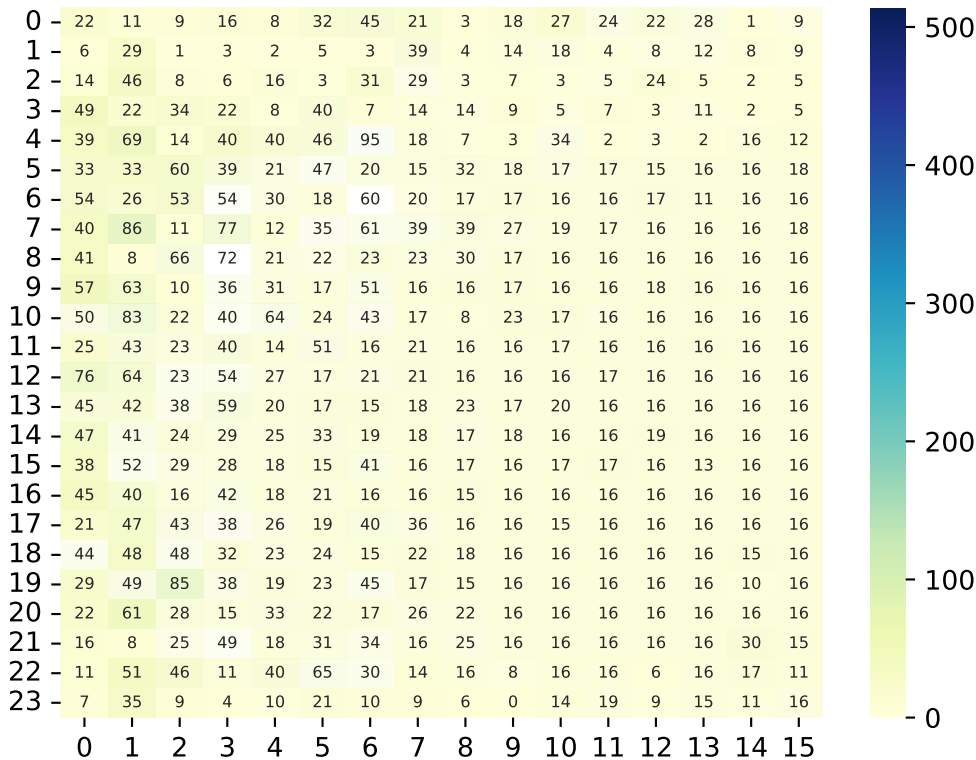 0 22 11 9 16 8 32 45 21 3 18 27 24 22 28 1 9
1 6 29 1 3 2 5 3 39 4 14 18 4 8 12 8 9
2 14 46 8 6 16 3 31 29 3 7 3 5 24 5 2 5
3 49 22 34 22 8 40 7 14 14 9 5 7 3 11 2 5
4 39 69 14 40 40 46 95 18 7 3 34 2 3 2 16 12
5 33 33 60 39 21 47 20 15 32 18 17 17 15 16 16 18
6 54 26 53 54 30 18 60 20 17 17 16 16 17 11 16 16
7 40 86 11 77 12 35 61 39 39 27 19 17 16 16 16 18
8 41 8 66 72 21 22 23 23 30 17 16 16 16 16 16 16
9 57 63 10 36 31 17 51 16 16 17 16 16 18 16 16 16
10 50 83 22 40 64 24 43 17 8 23 17 16 16 16 16 16
11 25 43 23 40 14 51 16 21 16 16 17 16 16 16 16 16
12 76 64 23 54 27 17 21 21 16 16 16 17 16 16 16 16
13 45 42 38 59 20 17 15 18 23 17 20 16 16 16 16 16
14 47 41 24 29 25 33 19 18 17 18 16 16 19 16 16 16
15 38 52 29 28 18 15 41 16 17 16 17 17 16 13 16 16
16 45 40 16 42 18 21 16 16 15 16 16 16 16 16 16 16
17 21 47 43 38 26 19 40 36 16 16 15 16 16 16 16 16
18 44 48 48 32 23 24 15 22 18 16 16 16 16 16 15 16
19 29 49 85 38 19 23 45 17 15 16 16 16 16 16 10 16
20 22 61 28 15 33 22 17 26 22 16 16 16 16 16 16 16
21 16 8 25 49 18 31 34 16 25 16 16 16 16 16 30 15
22 11 51 46 11 40 65 30 14 16 8 16 16 6 16 17 11
23 7 35 9 4 10 21 10 9 6 0 14 19 9 15 11 16
0 1 2 3 4 5 6 7 8 9 10 11 12 13 14 15
500
400
300
200
100
0